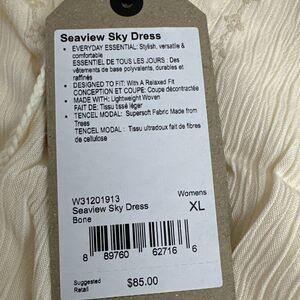 Seaview Sky Dress
• EVERYDAY ESSENTIAL: Stylish, versatile &
comfortable
ESSENTIEL DE TOUS LES JOURS : Des
vêtements de base polyvalents, durables et
raffinés
• DESIGNED TO FIT: With A Relaxed Fit
CONCEPTION ET COUPE: Coupe décontractée
• MADE WITH: Lightweight Woven
FAIT DE: Tissu tissé léger
• TENCEL MODAL: Supersoft Fabric Made from
Trees
TENCEL MODAL : Tissu ultradoux fait de fibres
de cellulose
W31201913
Womens
Seaview Sky Dress
XL
Bone
8 89760 62716 6
Suggested
Retail
$85.00